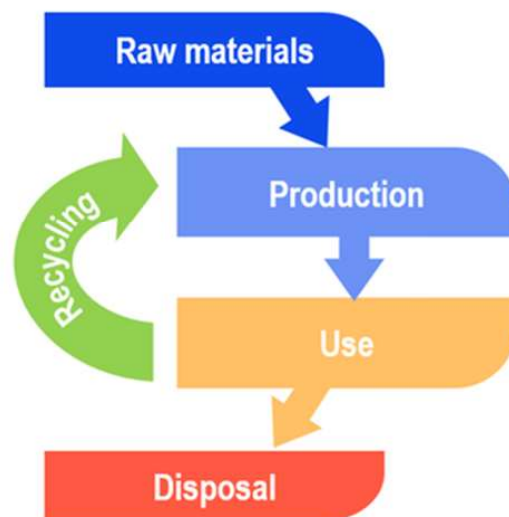 Raw materials
Production
Recycling
Use
Disposal